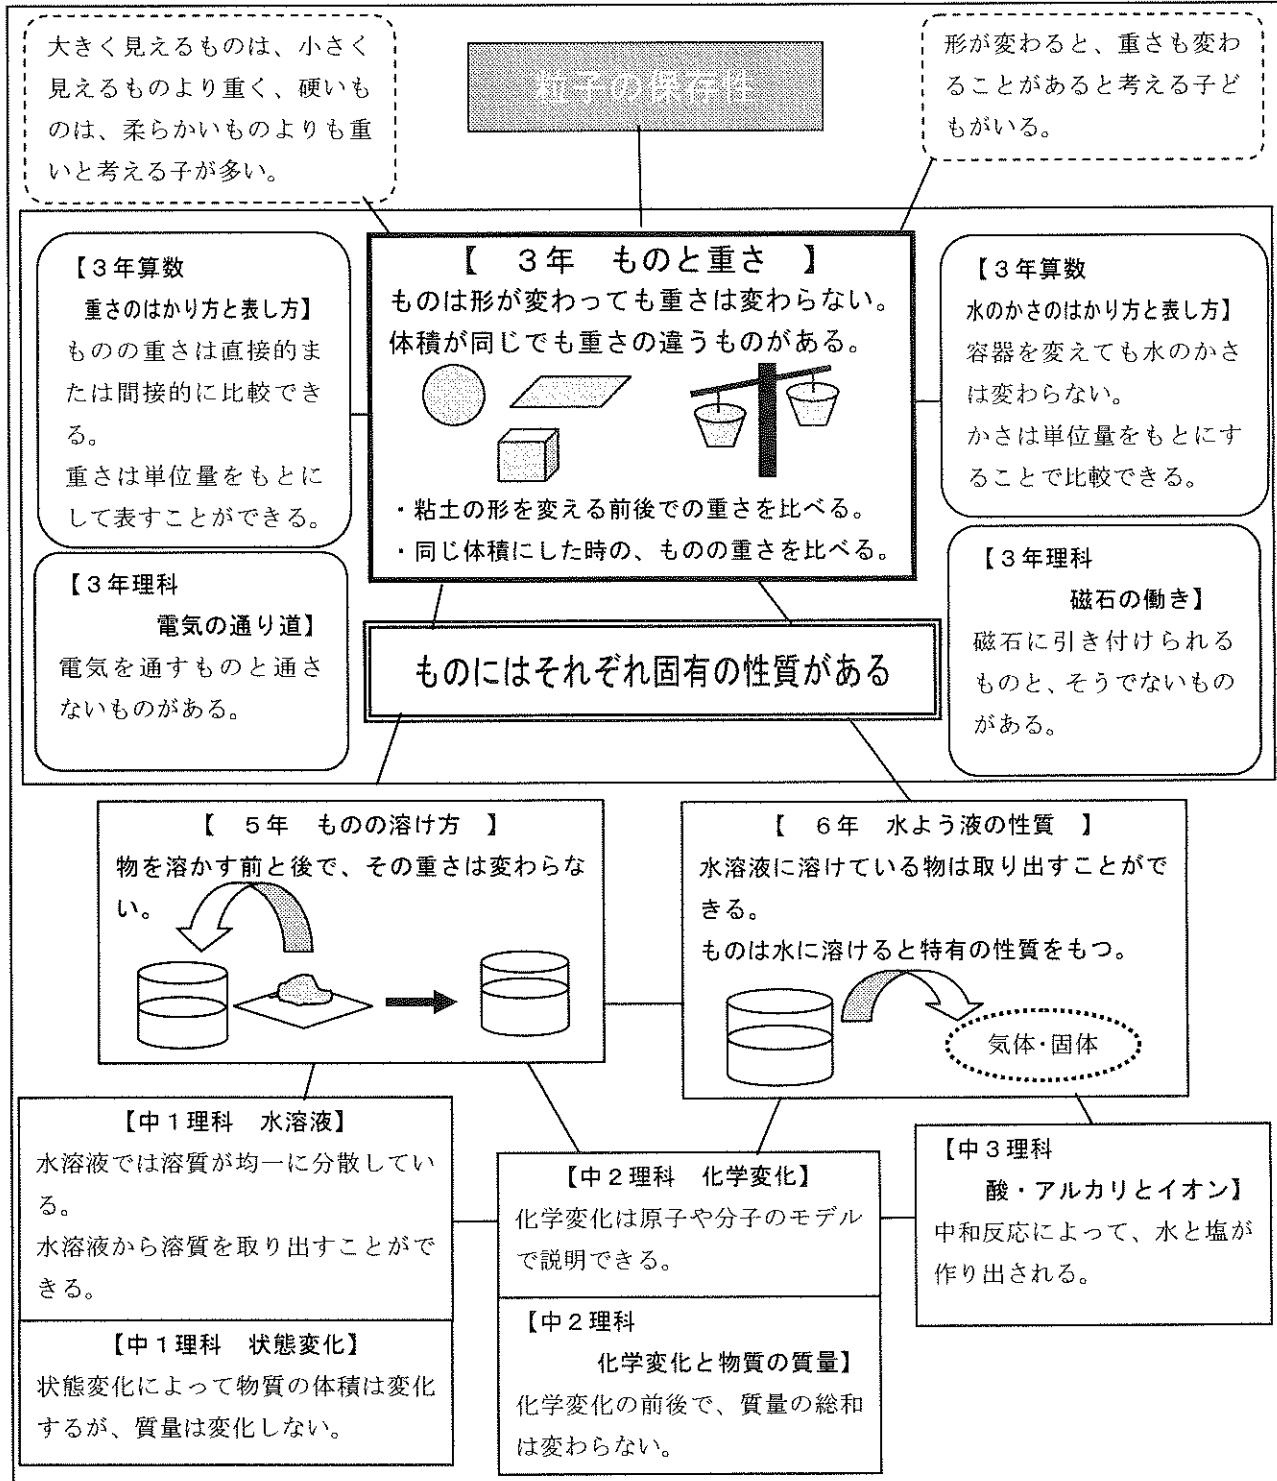 大きく見えるものは、小さく
見えるものより重く、硬いも
のは、柔らかいものよりも重
いと考える子が多い。
粒子の保存性
形が変わると、重さも変わ
ることがあると考える子ど
もがいる。
【３年算数
重さのはかり方と表し方】
ものの重さは直接的ま
たは間接的に比較でき
る。
重さは単位量をもとに
して表すことができる。
【　３年　ものと重さ　】
ものは形が変わっても重さは変わらない。
体積が同じでも重さの違うものがある。
・粘土の形を変える前後での重さを比べる。
・同じ体積にした時の、ものの重さを比べる。
【３年算数
水のかさのはかり方と表し方】
容器を変えても水のかさ
は変わらない。
かさは単位量をもとにす
ることで比較できる。
【３年理科
電気の通り道】
電気を通すものと通さ
ないものがある。
ものにはそれぞれ固有の性質がある
【３年理科
磁石の働き】
磁石に引き付けられる
ものと、そうでないもの
がある。
【　５年　ものの溶け方　】
物を溶かす前と後で、その重さは変わらな
い。
【　６年　水よう液の性質　】
水溶液に溶けている物は取り出すことがで
きる。
ものは水に溶けると特有の性質をもつ。
気体・固体
【中１理科　水溶液】
水溶液では溶質が均一に分散してい
る。
水溶液から溶質を取り出すことがで
きる。
【中１理科　状態変化】
状態変化によって物質の体積は変化
するが、質量は変化しない。
【中２理科　化学変化】
化学変化は原子や分子のモデル
で説明できる。
【中２理科
化学変化と物質の質量】
化学変化の前後で、質量の総和
は変わらない。
【中３理科
酸・アルカリとイオン】
中和反応によって、水と塩が
作り出される。